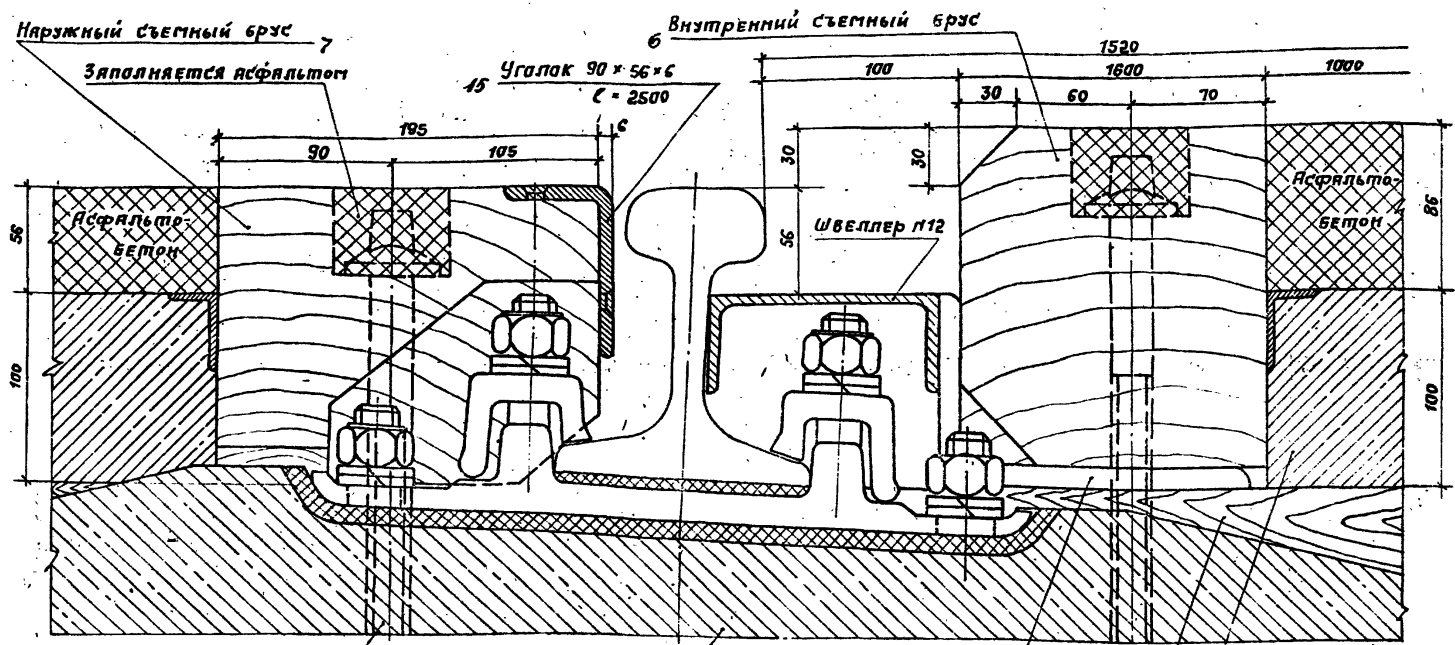 Наружный съемный брус 7
Заполняется асфальтом
15 Уголок 90 × 56 × 6
ℓ = 2500
6 Внутренний съемный брус
1520
100 1600 1000
30 60 70
195 6
90 105
30
30
56
Асфальто-
бетон
56
Швеллер N12
Асфальто-
бетон
86
100
100